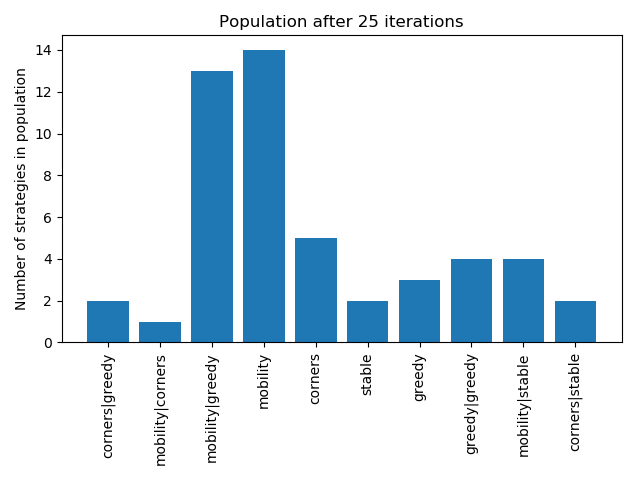 Population after 25 iterations
Number of strategies in population
14
12
10
8
6
4
2
0
corners|greedy
mobility|corners
mobility|greedy
mobility
corners
stable
greedy
greedy|greedy
mobility|stable
corners|stable